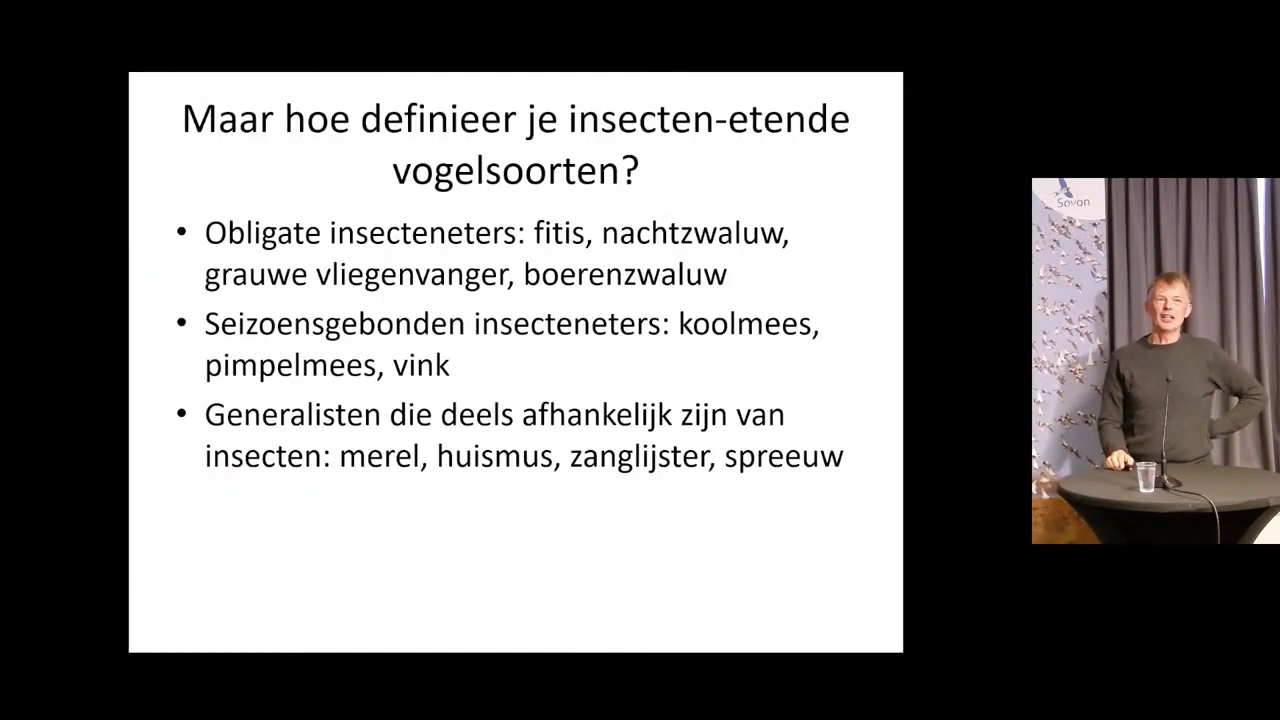 Maar hoe definieer je insecten-etende
vogelsoorten?
• Obligate insecteneters: fitis, nachtzwaluw,
grauwe vliegenvanger, boerenzwaluw
• Seizoensgebonden insecteneters: koolmees,
pimpelmees, vink
• Generalisten die deels afhankelijk zijn van
insecten: merel, huismus, zanglijster, spreeuw
Sovon